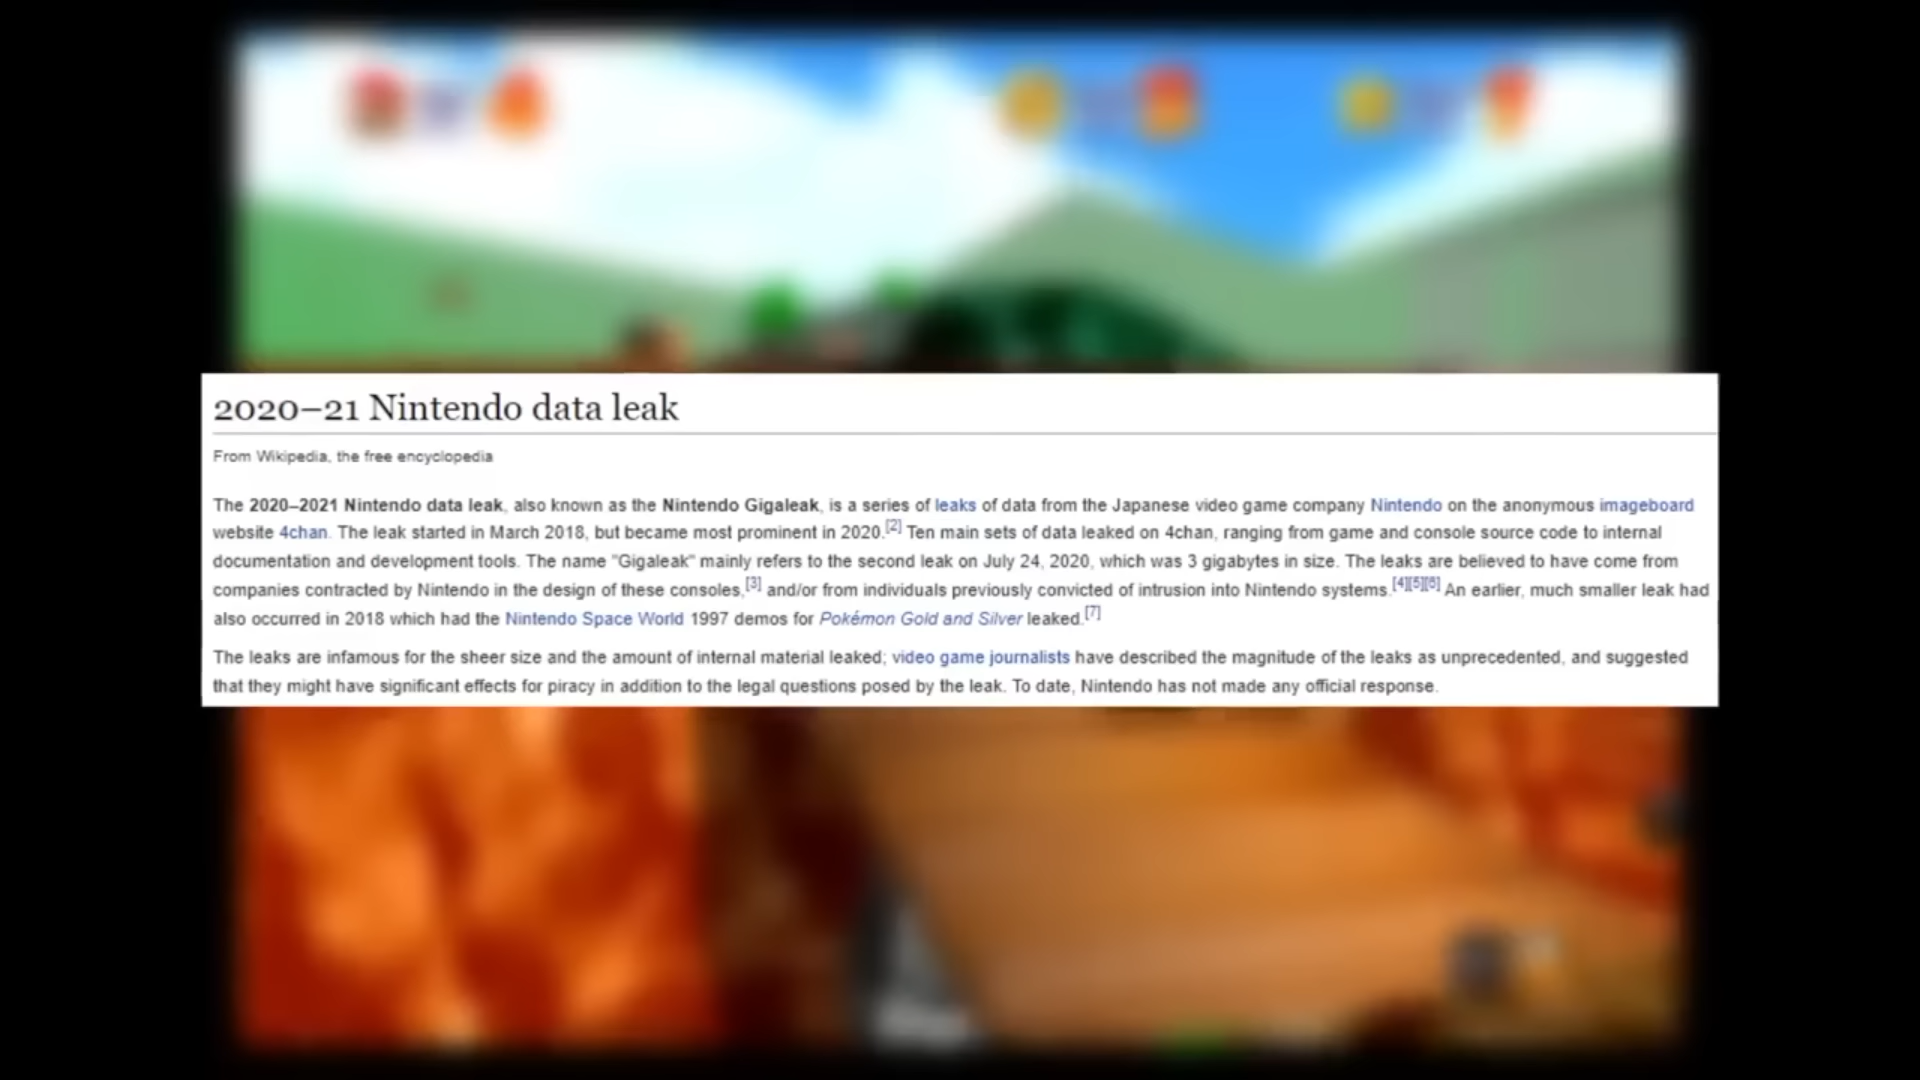 2020–21 Nintendo data leak
From Wikipedia, the free encyclopedia
The 2020–2021 Nintendo data leak, also known as the Nintendo Gigaleak, is a series of leaks of data from the Japanese video game company Nintendo on the anonymous imageboard
website 4chan. The leak started in March 2018, but became most prominent in 2020.[2] Ten main sets of data leaked on 4chan, ranging from game and console source code to internal
documentation and development tools. The name "Gigaleak" mainly refers to the second leak on July 24, 2020, which was 3 gigabytes in size. The leaks are believed to have come from
companies contracted by Nintendo in the design of these consoles,[3] and/or from individuals previously convicted of intrusion into Nintendo systems.[4][5][6] An earlier, much smaller leak had
also occurred in 2018 which had the Nintendo Space World 1997 demos for Pokémon Gold and Silver leaked.[7]
The leaks are infamous for the sheer size and the amount of internal material leaked; video game journalists have described the magnitude of the leaks as unprecedented, and suggested
that they might have significant effects for piracy in addition to the legal questions posed by the leak. To date, Nintendo has not made any official response.